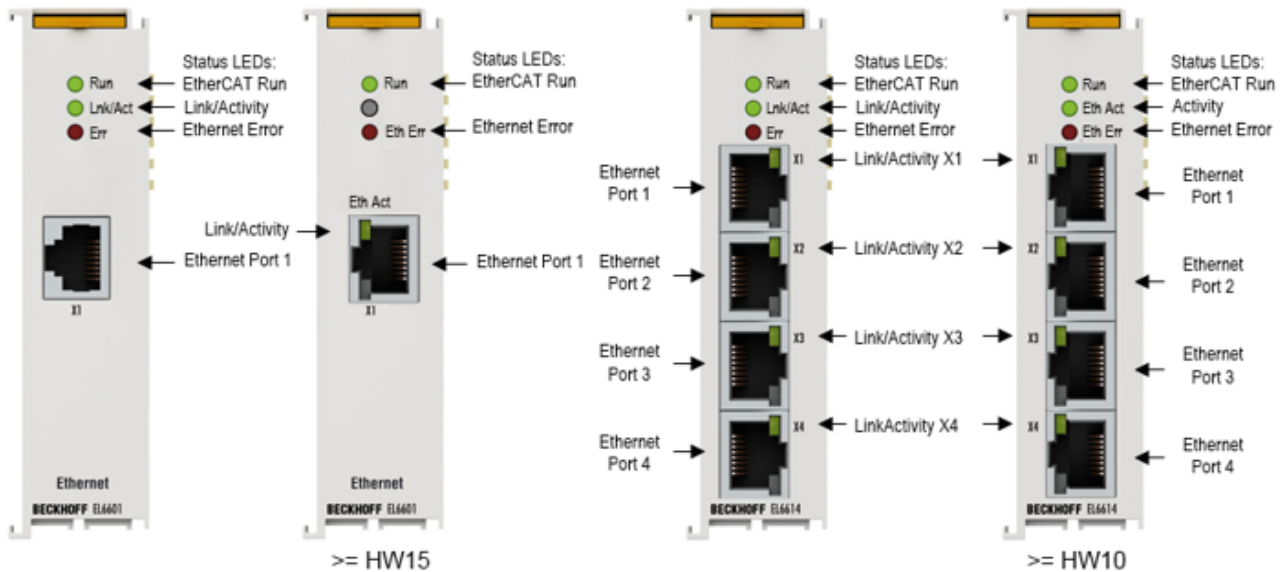 Status LEDs:
Run
EtherCAT Run
Lnk/Act
Link/Activity
Err
Ethernet Error
Ethernet Port 1
X1
Ethernet
BECKHOFF EL6601
Status LEDs:
Run
EtherCAT Run
Eth Err
Ethernet Error
Eth Act
Link/Activity
Ethernet Port 1
X1
Ethernet
BECKHOFF EL6601
>= HW15
Status LEDs:
Run
EtherCAT Run
Lnk/Act
Link/Activity
Err
Ethernet Error
X1
Link/Activity X1
Ethernet
Port 1
X2
Link/Activity X2
Ethernet
Port 2
X3
Link/Activity X3
Ethernet
Port 3
X4
LinkActivity X4
Ethernet
Port 4
BECKHOFF EL6614
Status LEDs:
Run
EtherCAT Run
Eth Act
Activity
Eth Err
Ethernet Error
X1
Ethernet
Port 1
X2
Ethernet
Port 2
X3
Ethernet
Port 3
X4
Ethernet
Port 4
BECKHOFF EL6614
>= HW10